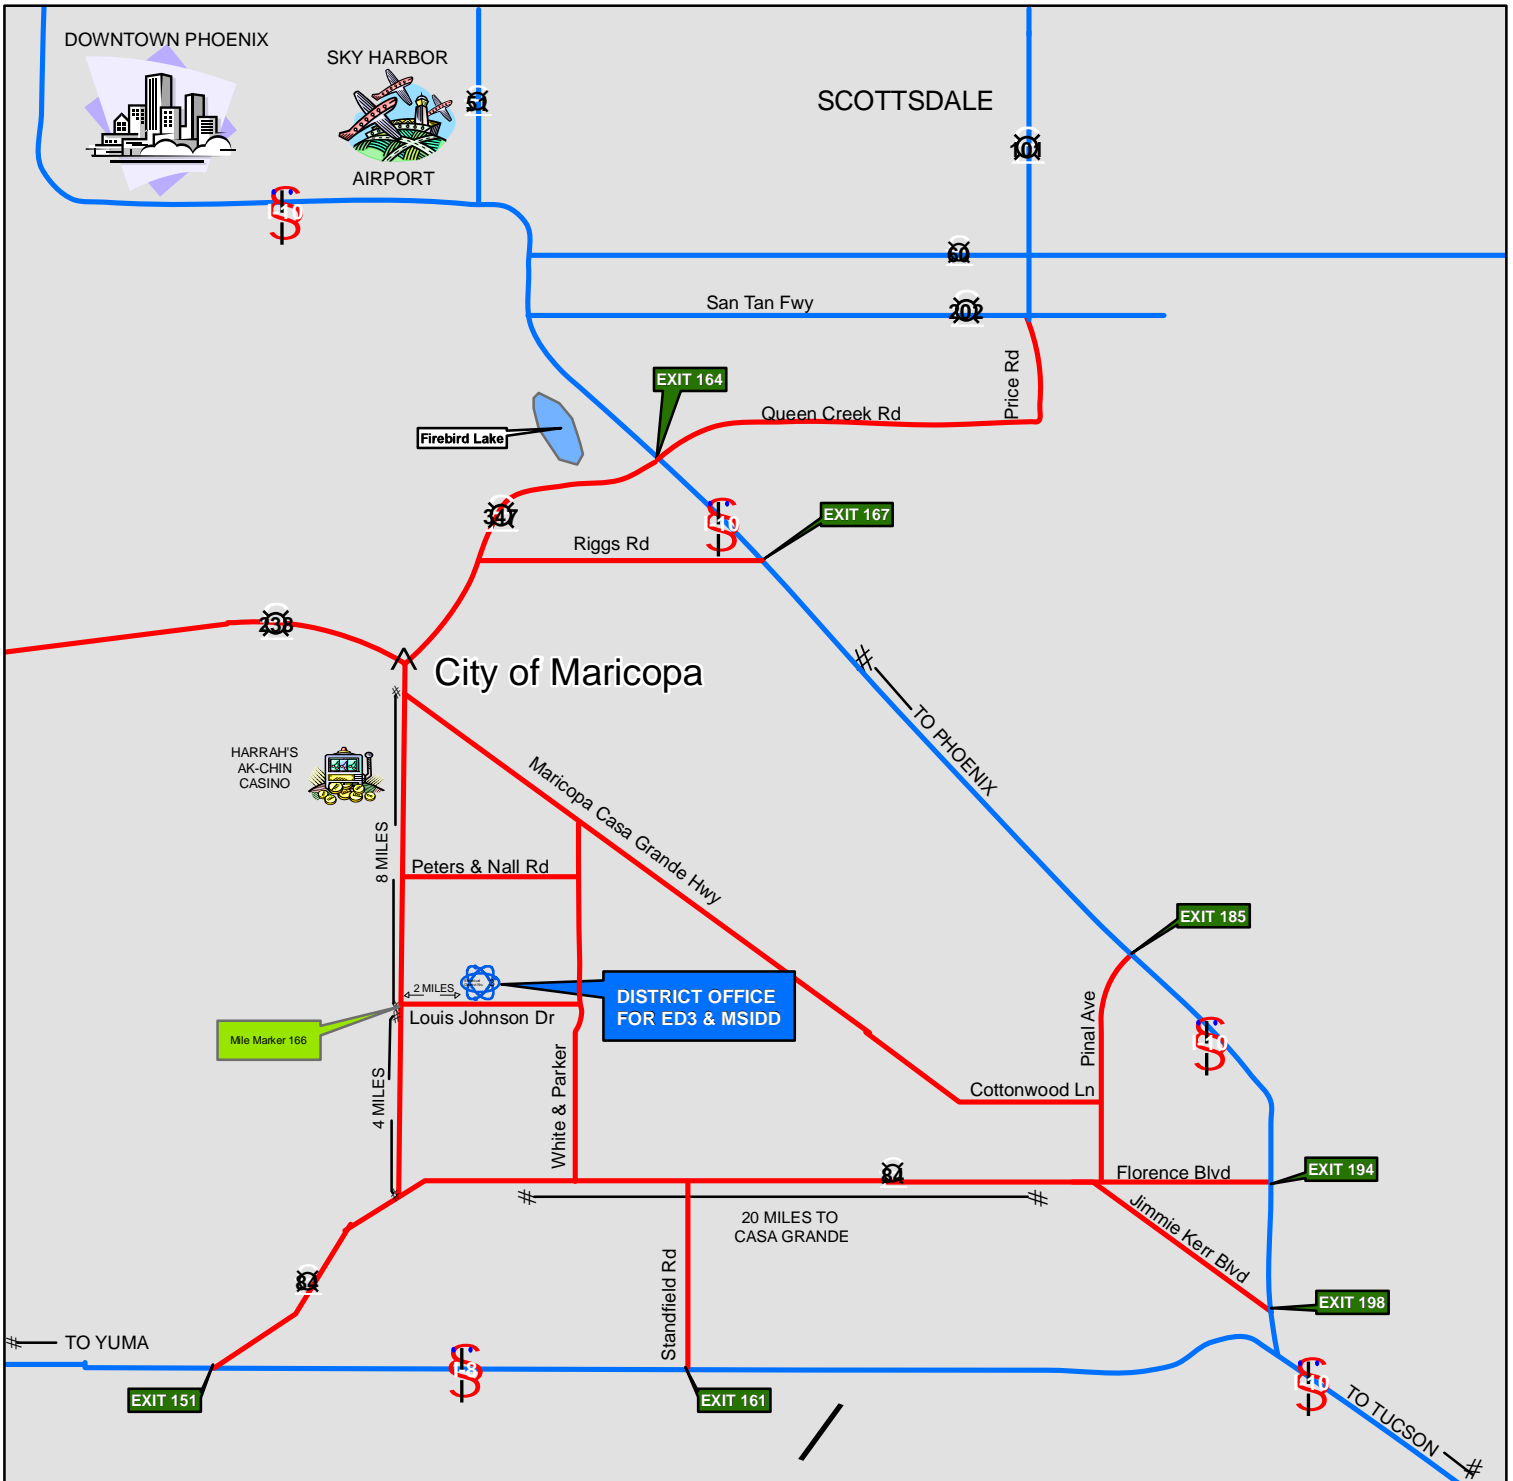 DOWNTOWN PHOENIX
SKY HARBOR
AIRPORT
51
SCOTTSDALE
101
I-10
60
San Tan Fwy
202
Price Rd
EXIT 164
Queen Creek Rd
Firebird Lake
347
I-10
EXIT 167
Riggs Rd
238
City of Maricopa
TO PHOENIX
HARRAH'S
AK-CHIN
CASINO
Maricopa Casa Grande Hwy
8 MILES
Peters & Nall Rd
EXIT 185
2 MILES
DISTRICT OFFICE
FOR ED3 & MSIDD
Louis Johnson Dr
Mile Marker 166
Pinal Ave
I-10
White & Parker
4 MILES
Cottonwood Ln
84
Florence Blvd
EXIT 194
20 MILES TO
CASA GRANDE
Jimmie Kerr Blvd
Standfield Rd
84
EXIT 198
TO YUMA
I-8
EXIT 151
EXIT 161
I-10
TO TUCSON